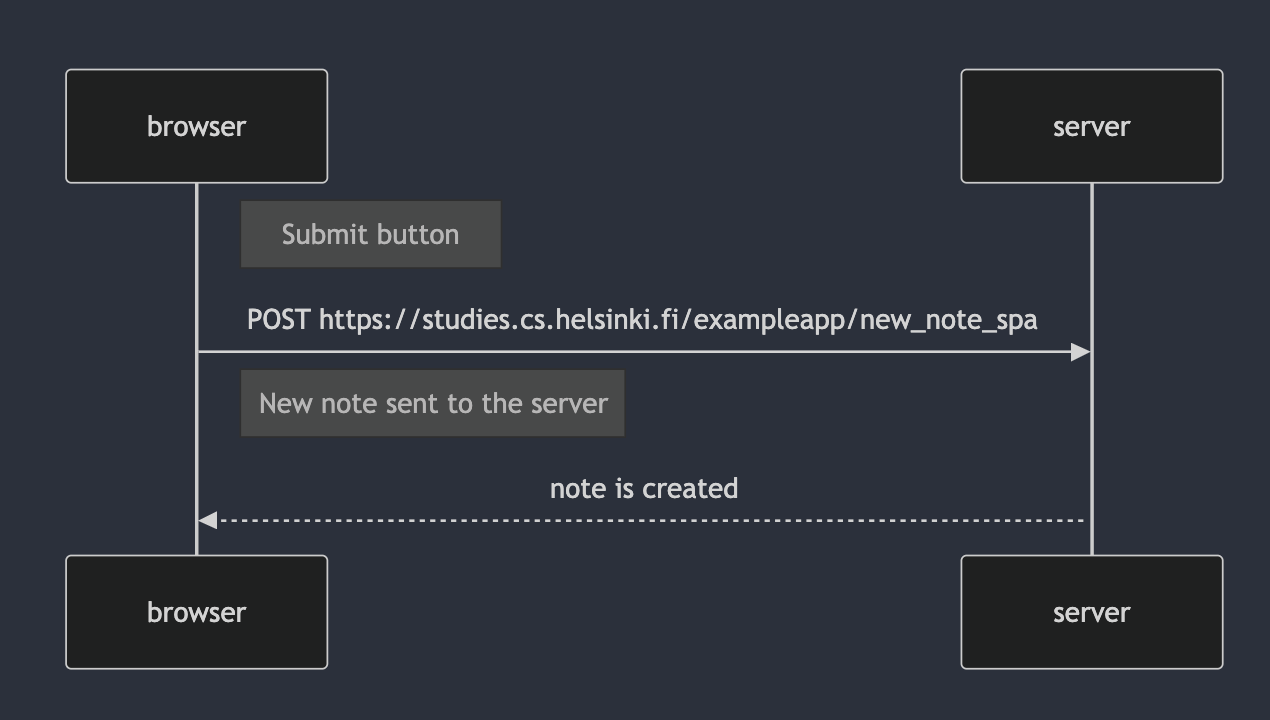 browser
server
Submit button
POST https://studies.cs.helsinki.fi/exampleapp/new_note_spa
New note sent to the server
note is created
browser
server